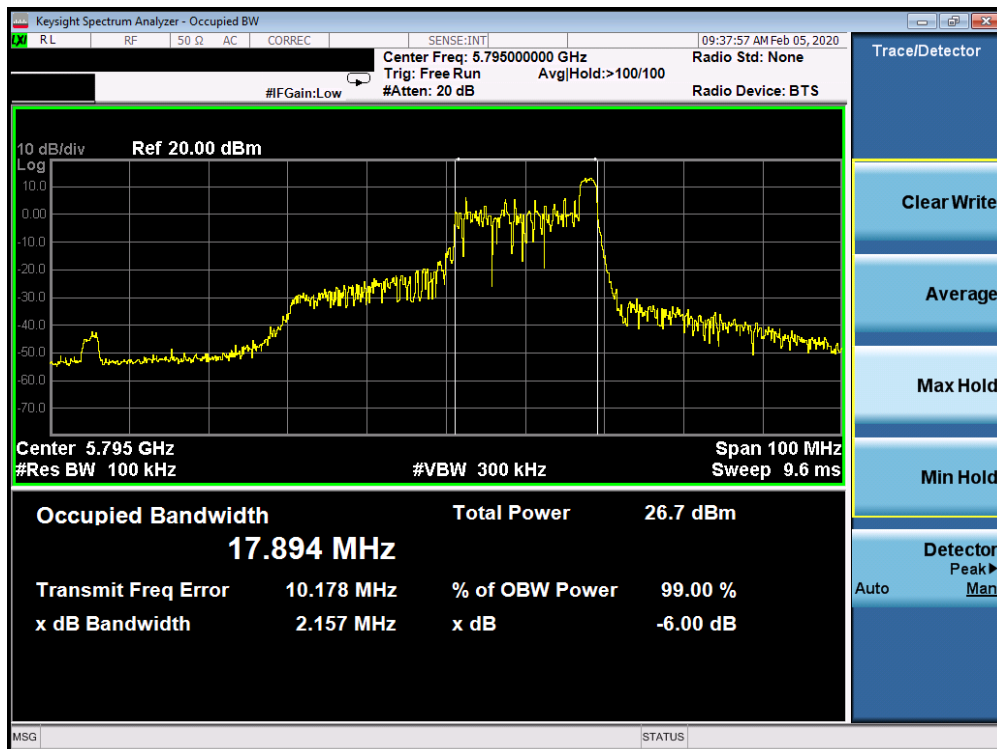 Keysight Spectrum Analyzer - Occupied BW
LXI RL RF 50 Ω AC CORREC SENSE:INT 09:37:57 AM Feb 05, 2020
Center Freq: 5.795000000 GHz Radio Std: None
Trig: Free Run Avg|Hold:>100/100
#IFGain:Low #Atten: 20 dB Radio Device: BTS
Trace/Detector
10 dB/div Ref 20.00 dBm
Log
10.0
0.00
-10.0
-20.0
-30.0
-40.0
-50.0
-60.0
-70.0
Center 5.795 GHz Span 100 MHz
#Res BW 100 kHz #VBW 300 kHz Sweep 9.6 ms
Occupied Bandwidth Total Power 26.7 dBm
17.894 MHz
Transmit Freq Error 10.178 MHz % of OBW Power 99.00 %
x dB Bandwidth 2.157 MHz x dB -6.00 dB
Clear Write
Average
Max Hold
Min Hold
Detector
Peak▶
Auto Man
MSG STATUS